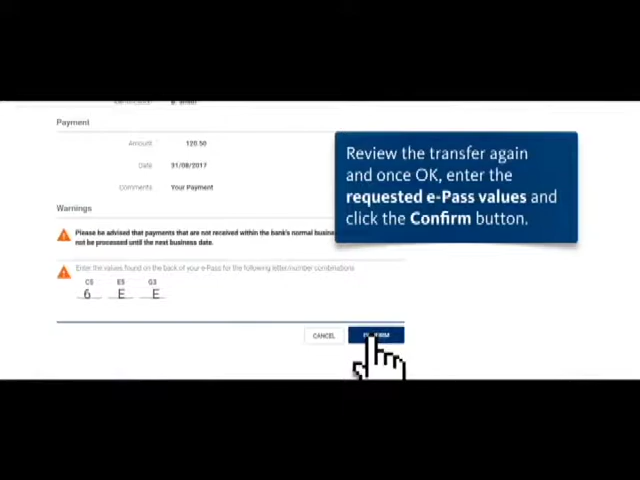 Payment
Amount 120.50
Date 31/08/2017
Comments Your Payment
Warnings
Please be advised that payments that are not received within the bank's normal
not be processed until the next business date.
Enter the values found on the back of your e-Pass for the following letter/number combinations
C5 E5 G3
6 E E
CANCEL CONFIRM
Review the transfer again
and once OK, enter the
requested e-Pass values and
click the Confirm button.